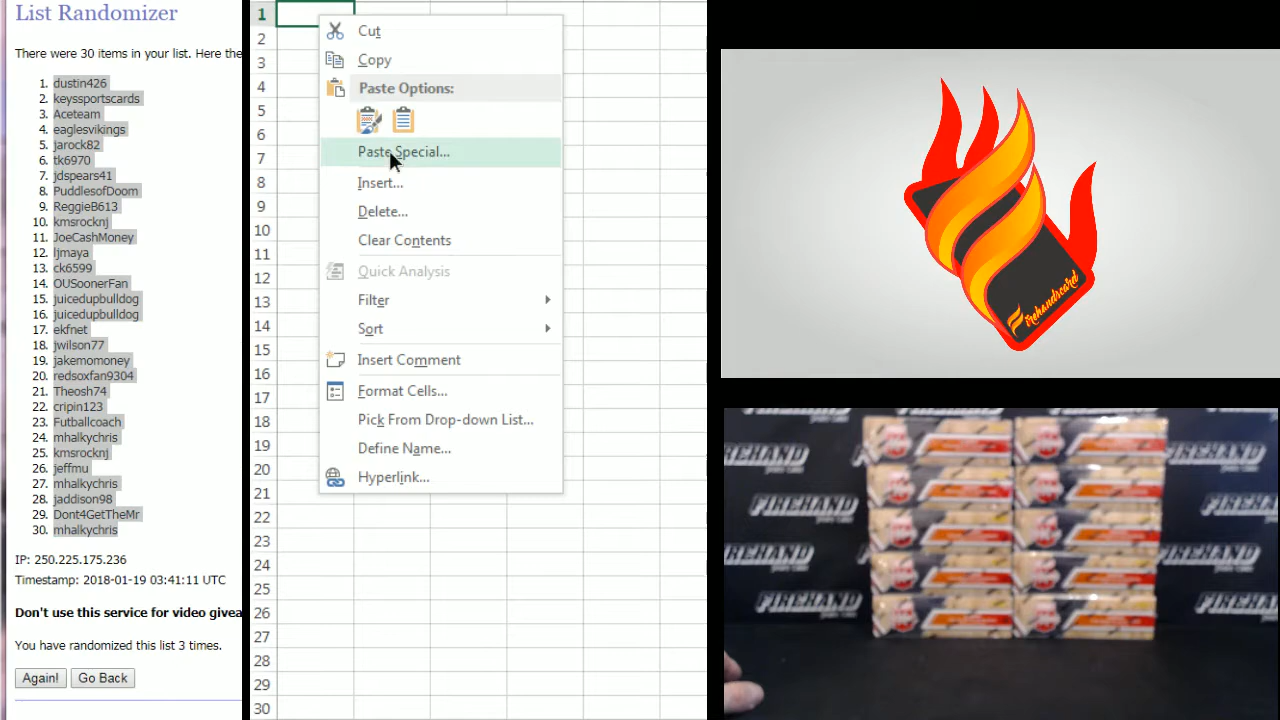 List Randomizer
There were 30 items in your list. Here the
1. dustin426
2. keyssportscards
3. Aceteam
4. eaglesvikings
5. jarock82
6. tk6970
7. jdspears41
8. PuddlesofDoom
9. ReggieB613
10. kmsrocknj
11. JoeCashMoney
12. ljmaya
13. ck6599
14. OUSoonerFan
15. juicedupbulldog
16. juicedupbulldog
17. ekfnet
18. jwilson77
19. jakemomoney
20. redsoxfan9304
21. Theosh74
22. cripin123
23. Futballcoach
24. mhalkychris
25. kmsrocknj
26. jeffmu
27. mhalkychris
28. jaddison98
29. Dont4GetTheMr
30. mhalkychris
IP: 250.225.175.236
Timestamp: 2018-01-19 03:41:11 UTC
Don't use this service for video givea
You have randomized this list 3 times.
Again!
Go Back
1
2
3
4
5
6
7
8
9
10
11
12
13
14
15
16
17
18
19
20
21
22
23
24
25
26
27
28
29
30
Cut
Copy
Paste Options:
Paste Special...
Insert...
Delete...
Clear Contents
Quick Analysis
Filter
Sort
Insert Comment
Format Cells...
Pick From Drop-down List...
Define Name...
Hyperlink...
Firehandscard
FIREHAND
FIREHAND
FIREHAND
FIREHAND
FIREHAND
FIREHAND
FIREHAND